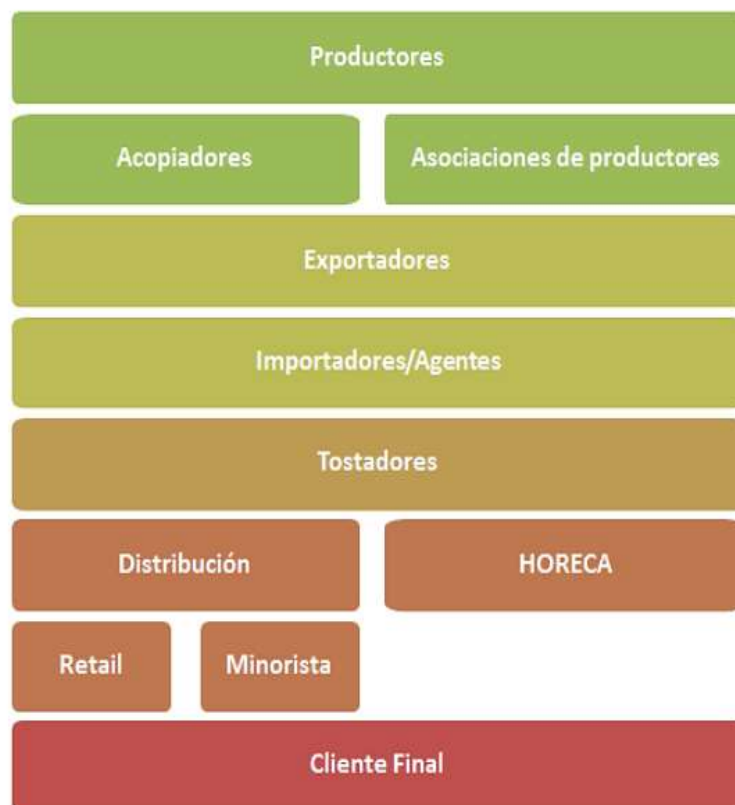 Productores
Acopiadores
Asociaciones de productores
Exportadores
Importadores/Agentes
Tostadores
Distribución
HORECA
Retail
Minorista
Cliente Final